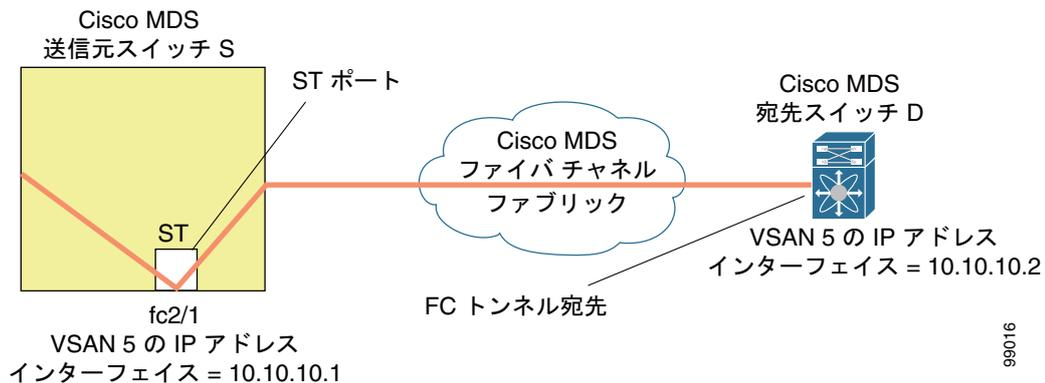 Cisco MDS
送信元スイッチ S
ST ポート
Cisco MDS
宛先スイッチ D
Cisco MDS
ファイバ チャネル
ファブリック
ST
VSAN 5 の IP アドレス
インターフェイス = 10.10.10.2
FC トンネル宛先
fc2/1
VSAN 5 の IP アドレス
インターフェイス = 10.10.10.1
99016